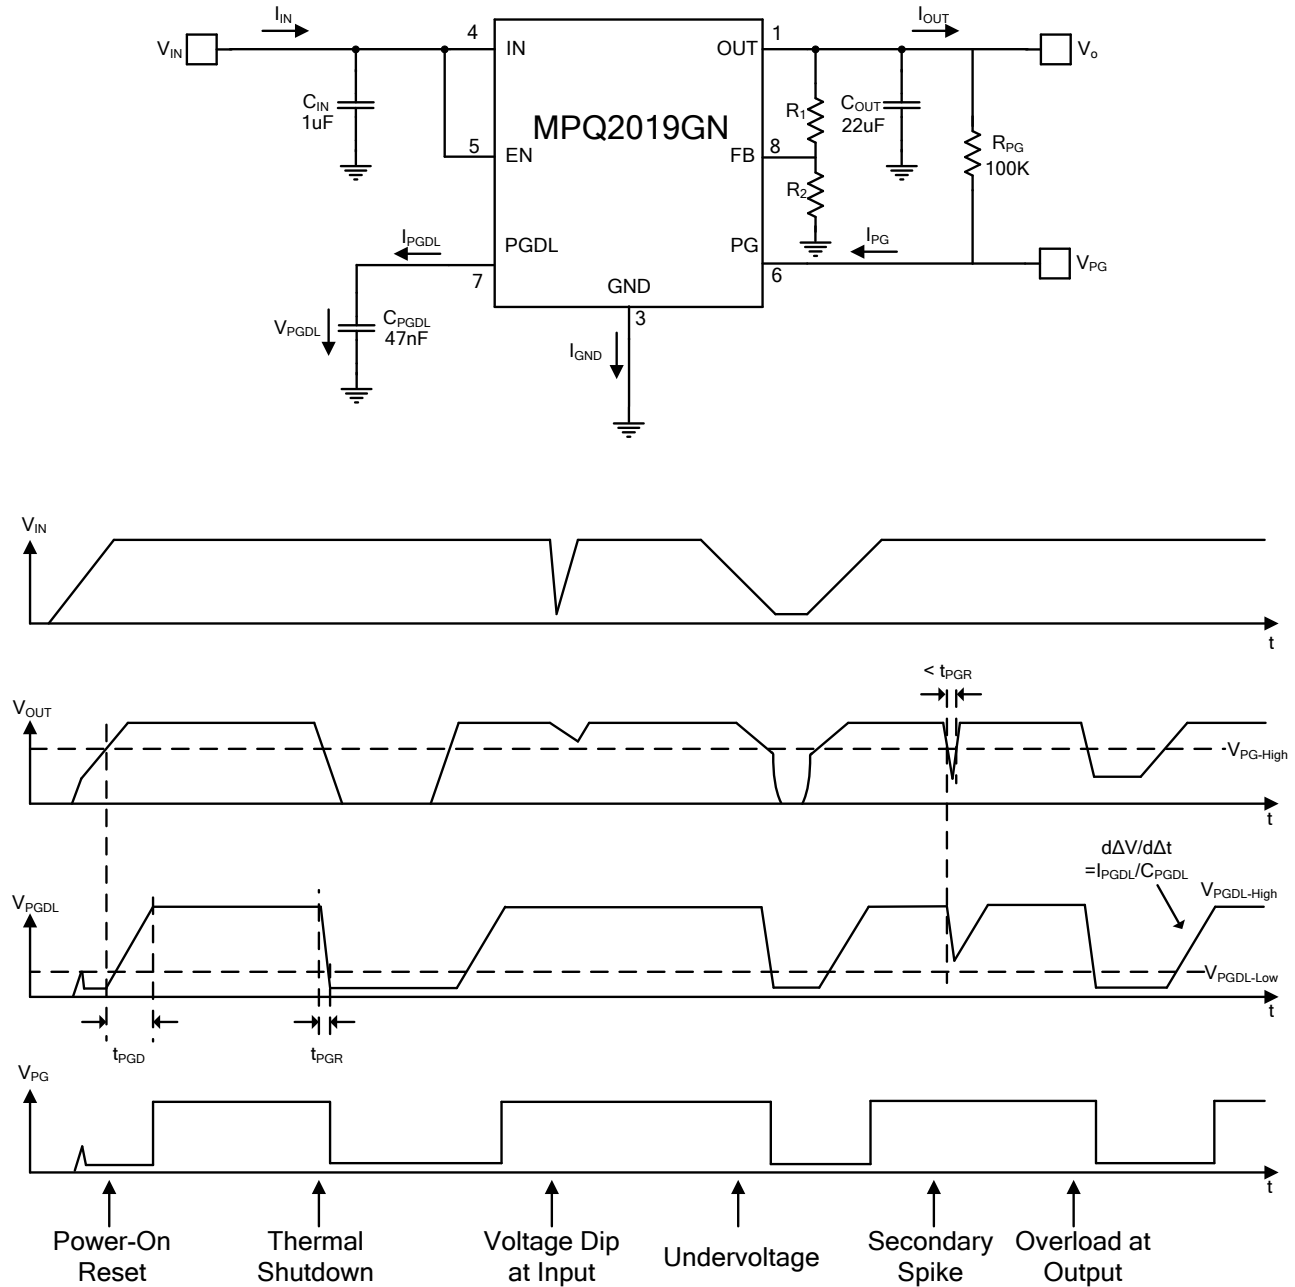 I_IN
I_OUT
V_IN
4
IN
OUT
1
V_o
C_IN
1uF
MPQ2019GN
R_1
C_OUT
22uF
R_PG
100K
5
EN
FB
8
R_2
I_PGDL
PGDL
PG
I_PG
7
6
V_PG
GND
3
V_PGDL
C_PGDL
47nF
I_GND
V_IN
t
< t_PGR
V_OUT
V_PG-High
t
dΔV/dΔt
=I_PGDL/C_PGDL
V_PGDL
V_PGDL-High
V_PGDL-Low
t
t_PGD
t_PGR
V_PG
t
Power-On
Reset
Thermal
Shutdown
Voltage Dip
at Input
Undervoltage
Secondary
Spike
Overload at
Output